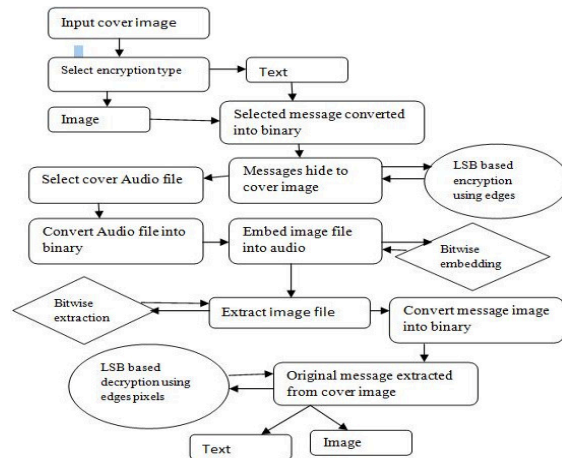 Input cover image
Select encryption type
Text
Image
Selected message converted
into binary
Select cover Audio file
Messages hide to
cover image
LSB based
encryption
using edges
Convert Audio file into
binary
Embed image file
into audio
Bitwise
embedding
Bitwise
extraction
Extract image file
Convert message image
into binary
LSB based
decryption using
edges pixels
Original message extracted
from cover image
Text
Image